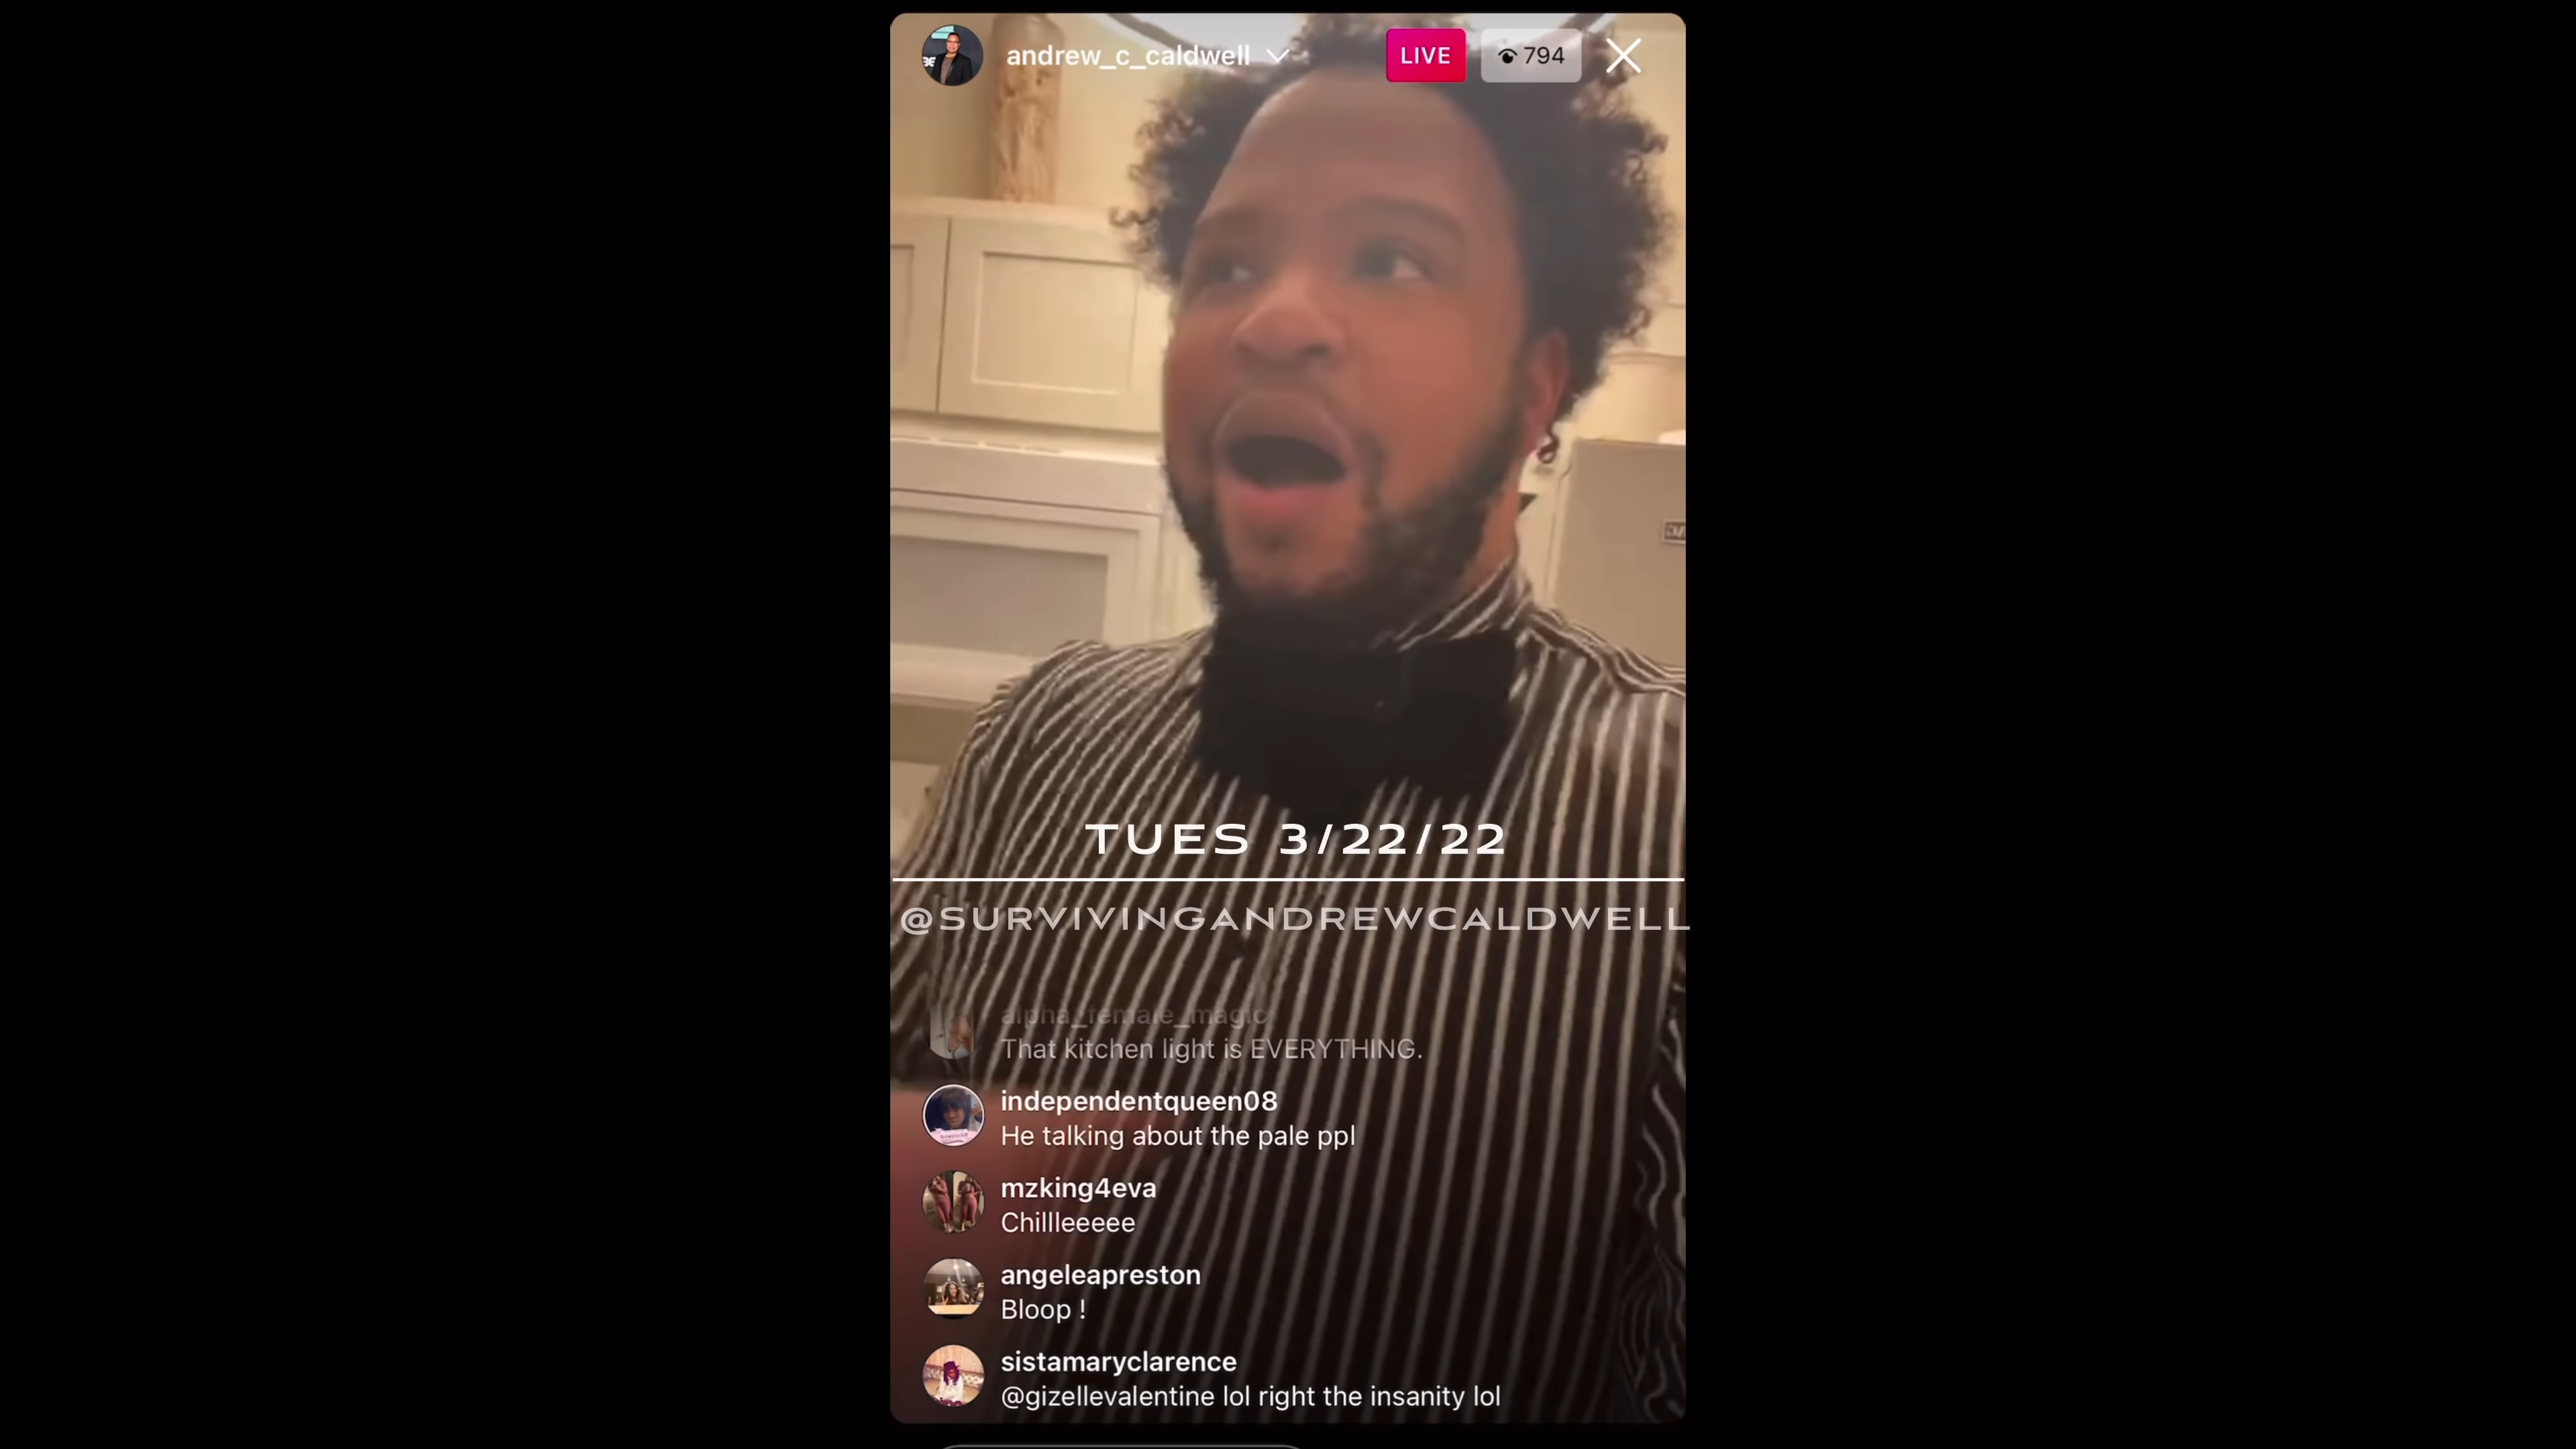 andrew_c_caldwell
LIVE
794
TUES 3/22/22
@SURVIVINGANDREWCALDWELL
alpha_female_magic
That kitchen light is EVERYTHING.
independentqueen08
He talking about the pale ppl
mzking4eva
Chillleeeee
angeleapreston
Bloop !
sistamaryclarence
@gizellevalentine lol right the insanity lol